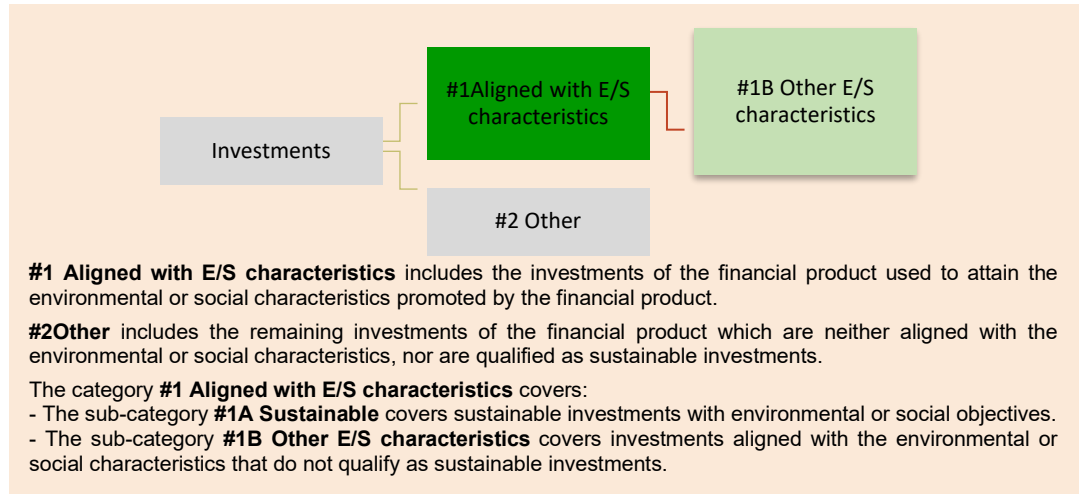 #1Aligned with E/S
characteristics
#1B Other E/S
characteristics
Investments
#2 Other
#1 Aligned with E/S characteristics includes the investments of the financial product used to attain the
environmental or social characteristics promoted by the financial product.
#2Other includes the remaining investments of the financial product which are neither aligned with the
environmental or social characteristics, nor are qualified as sustainable investments.
The category #1 Aligned with E/S characteristics covers:
- The sub-category #1A Sustainable covers sustainable investments with environmental or social objectives.
- The sub-category #1B Other E/S characteristics covers investments aligned with the environmental or
social characteristics that do not qualify as sustainable investments.